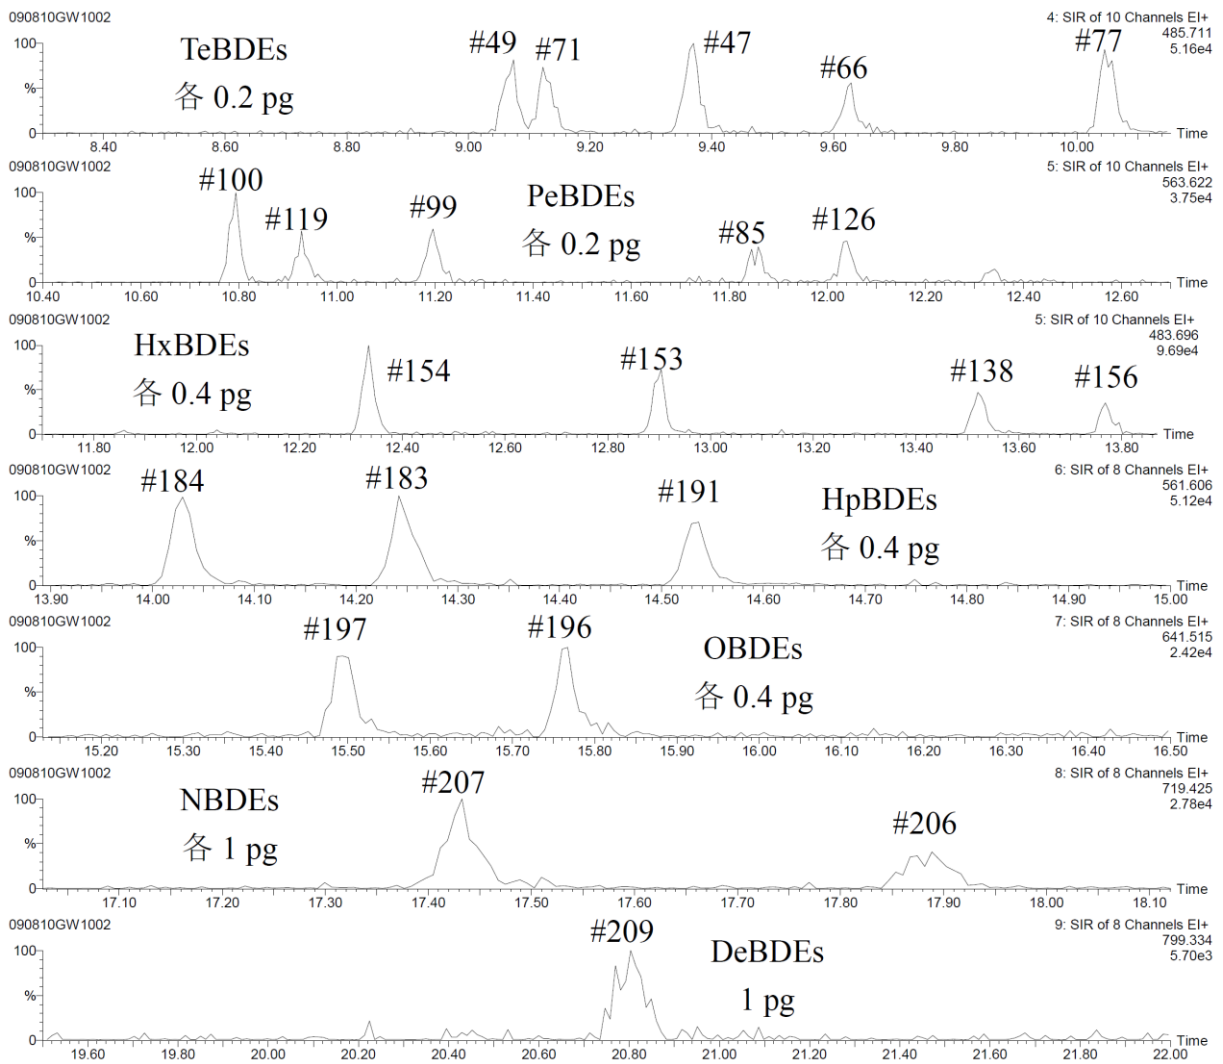 090810GW1002
4: SIR of 10 Channels EI+
485.711
5.16e4
TeBDEs
各 0.2 pg
#49
#71
#47
#66
#77
100
%
0
8.40 8.60 8.80 9.00 9.20 9.40 9.60 9.80 10.00
Time
090810GW1002
5: SIR of 10 Channels EI+
563.622
3.75e4
#100
#119
#99
PeBDEs
各 0.2 pg
#85
#126
100
%
0
10.40 10.60 10.80 11.00 11.20 11.40 11.60 11.80 12.00 12.20 12.40 12.60
Time
090810GW1002
5: SIR of 10 Channels EI+
483.696
9.69e4
HxBDEs
各 0.4 pg
#154
#153
#138
#156
100
%
0
11.80 12.00 12.20 12.40 12.60 12.80 13.00 13.20 13.40 13.60 13.80
Time
090810GW1002
6: SIR of 8 Channels EI+
561.606
5.12e4
#184
#183
#191
HpBDEs
各 0.4 pg
100
%
0
13.90 14.00 14.10 14.20 14.30 14.40 14.50 14.60 14.70 14.80 14.90 15.00
Time
090810GW1002
7: SIR of 8 Channels EI+
641.515
2.42e4
#197
#196
OBDEs
各 0.4 pg
100
%
0
15.20 15.30 15.40 15.50 15.60 15.70 15.80 15.90 16.00 16.10 16.20 16.30 16.40 16.50
Time
090810GW1002
8: SIR of 8 Channels EI+
719.425
2.78e4
NBDEs
各 1 pg
#207
#206
100
%
0
17.10 17.20 17.30 17.40 17.50 17.60 17.70 17.80 17.90 18.00 18.10
Time
090810GW1002
9: SIR of 8 Channels EI+
799.334
5.70e3
#209
DeBDEs
1 pg
100
%
0
19.60 19.80 20.00 20.20 20.40 20.60 20.80 21.00 21.20 21.40 21.60 21.80 22.00
Time